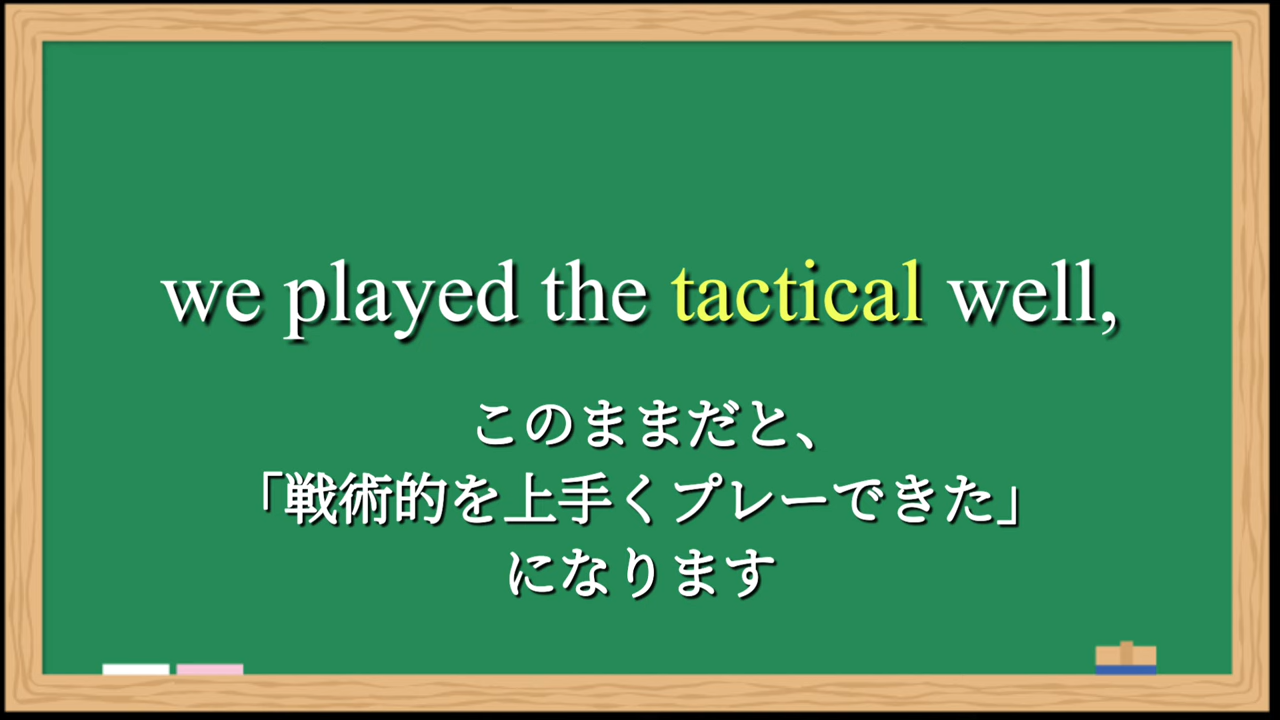 we played the tactical well,
このままだと、
「戦術的を上手くプレーできた」
になります